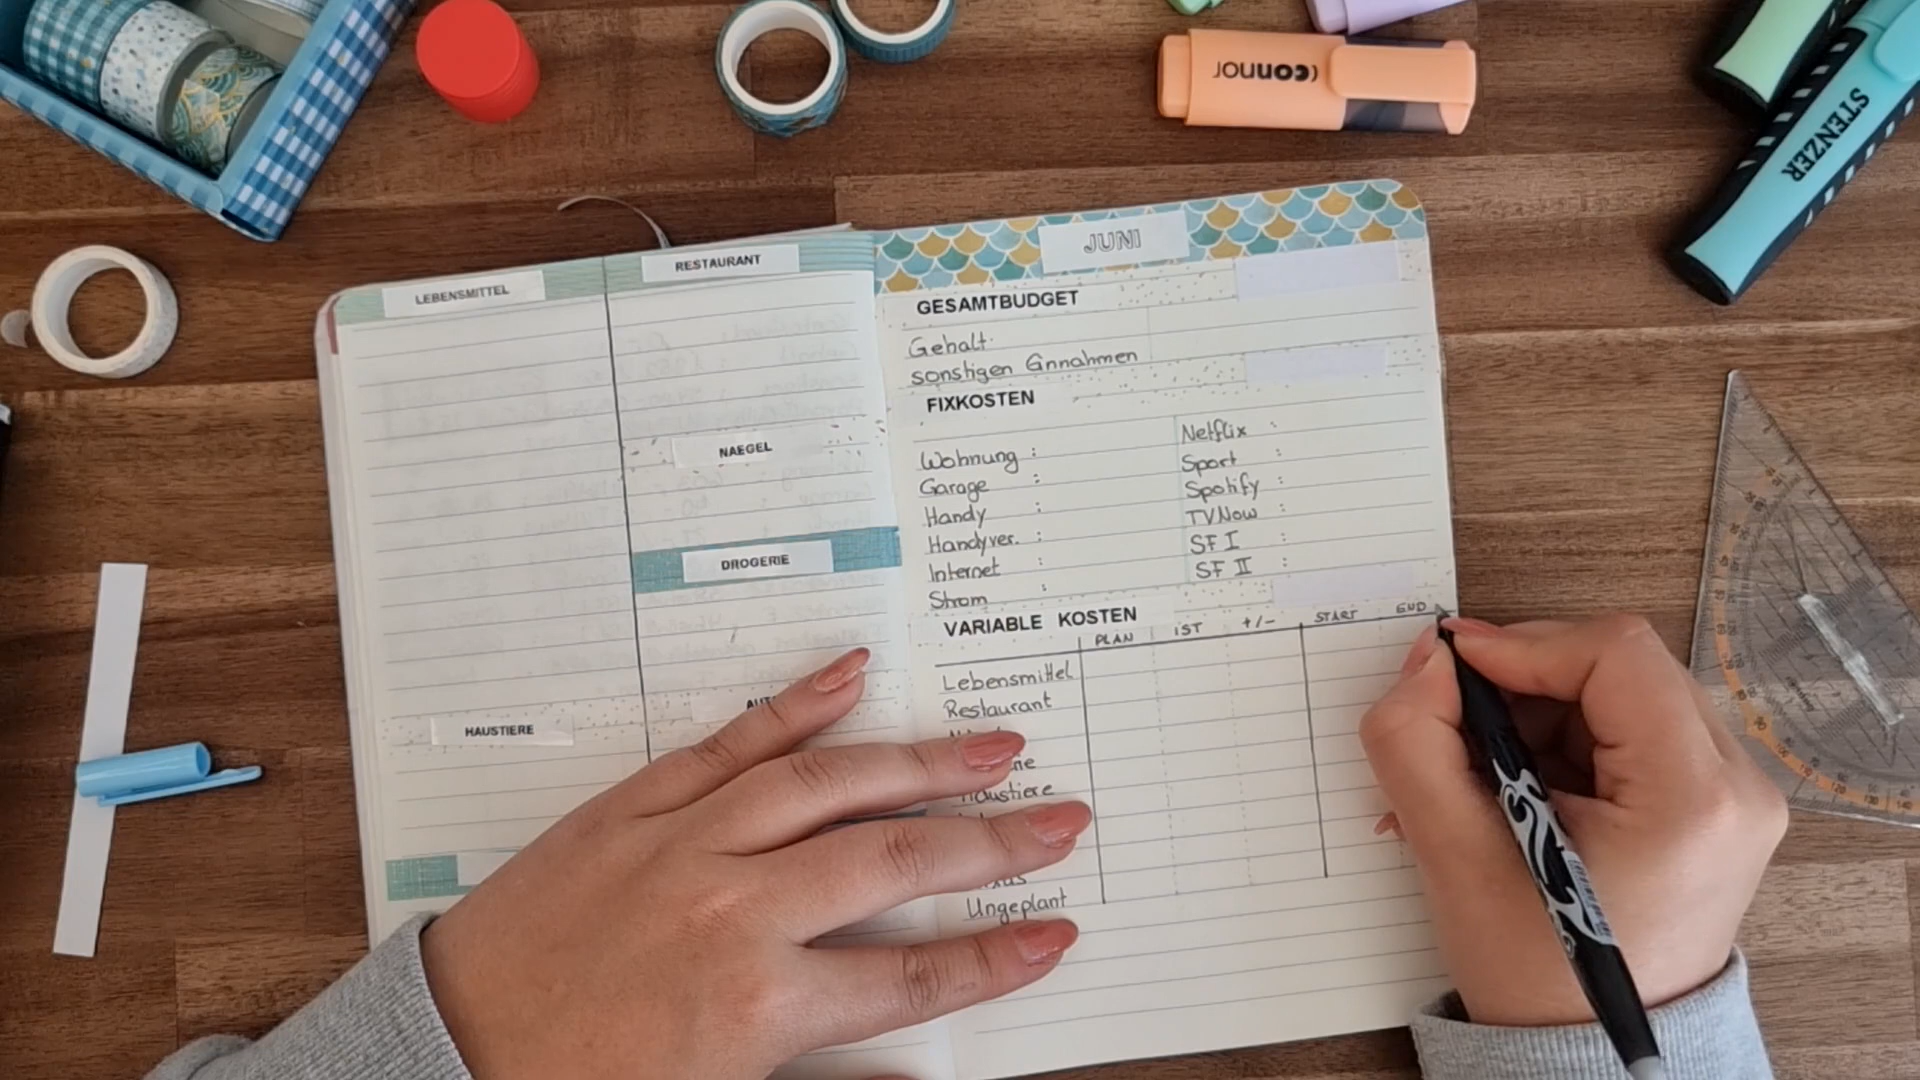 connor
STENZER
LEBENSMITTEL
RESTAURANT
NAEGEL
DROGERIE
HAUSTIERE
JUNI
GESAMTBUDGET
Gehalt
sonstigen Einnahmen
FIXKOSTEN
Wohnung :
Garage :
Handy :
Handyver. :
Internet :
Strom :
Netflix :
Sport :
Spotify :
TVNow :
SF I :
SF II :
VARIABLE KOSTEN
PLAN IST +/- START END
Lebensmittel
Restaurant
Haustiere
Ungeplant